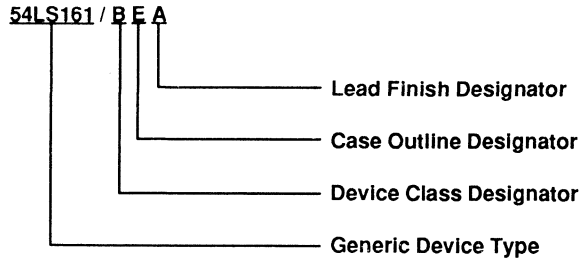 54LS161 / B E A
Lead Finish Designator
Case Outline Designator
Device Class Designator
Generic Device Type